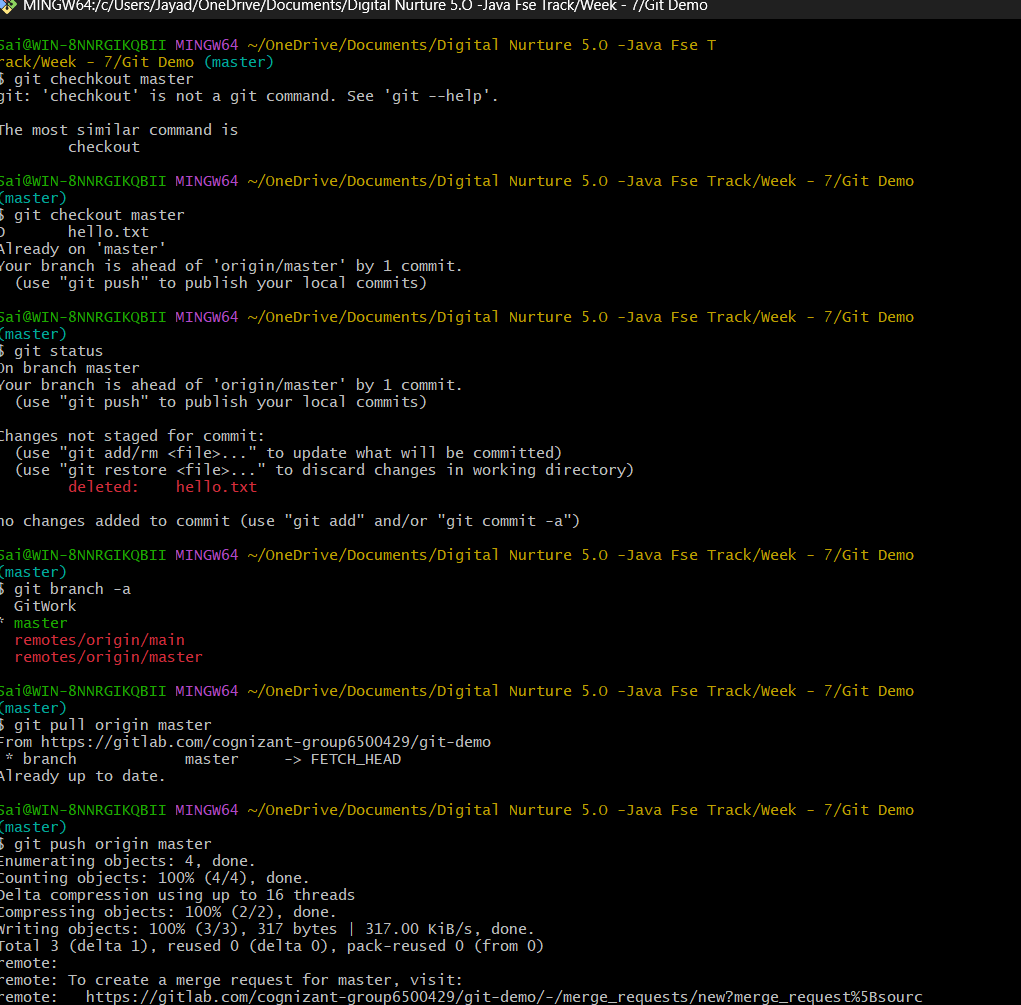 MINGW64:/c/Users/Jayad/OneDrive/Documents/Digital Nurture 5.O -Java Fse Track/Week - 7/Git Demo
Sai@WIN-8NNRGIKQBII MINGW64 ~/OneDrive/Documents/Digital Nurture 5.O -Java Fse T
rack/Week - 7/Git Demo (master)
$ git chechkout master
git: 'chechkout' is not a git command. See 'git --help'.
The most similar command is
checkout
Sai@WIN-8NNRGIKQBII MINGW64 ~/OneDrive/Documents/Digital Nurture 5.O -Java Fse Track/Week - 7/Git Demo
(master)
$ git checkout master
D       hello.txt
Already on 'master'
Your branch is ahead of 'origin/master' by 1 commit.
(use "git push" to publish your local commits)
Sai@WIN-8NNRGIKQBII MINGW64 ~/OneDrive/Documents/Digital Nurture 5.O -Java Fse Track/Week - 7/Git Demo
(master)
$ git status
On branch master
Your branch is ahead of 'origin/master' by 1 commit.
(use "git push" to publish your local commits)
Changes not staged for commit:
(use "git add/rm <file>..." to update what will be committed)
(use "git restore <file>..." to discard changes in working directory)
deleted:    hello.txt
no changes added to commit (use "git add" and/or "git commit -a")
Sai@WIN-8NNRGIKQBII MINGW64 ~/OneDrive/Documents/Digital Nurture 5.O -Java Fse Track/Week - 7/Git Demo
(master)
$ git branch -a
GitWork
* master
remotes/origin/main
remotes/origin/master
Sai@WIN-8NNRGIKQBII MINGW64 ~/OneDrive/Documents/Digital Nurture 5.O -Java Fse Track/Week - 7/Git Demo
(master)
$ git pull origin master
From https://gitlab.com/cognizant-group6500429/git-demo
* branch            master     -> FETCH_HEAD
Already up to date.
Sai@WIN-8NNRGIKQBII MINGW64 ~/OneDrive/Documents/Digital Nurture 5.O -Java Fse Track/Week - 7/Git Demo
(master)
$ git push origin master
Enumerating objects: 4, done.
Counting objects: 100% (4/4), done.
Delta compression using up to 16 threads
Compressing objects: 100% (2/2), done.
Writing objects: 100% (3/3), 317 bytes | 317.00 KiB/s, done.
Total 3 (delta 1), reused 0 (delta 0), pack-reused 0 (from 0)
remote:
remote: To create a merge request for master, visit:
remote:   https://gitlab.com/cognizant-group6500429/git-demo/-/merge_requests/new?merge_request%5Bsourc